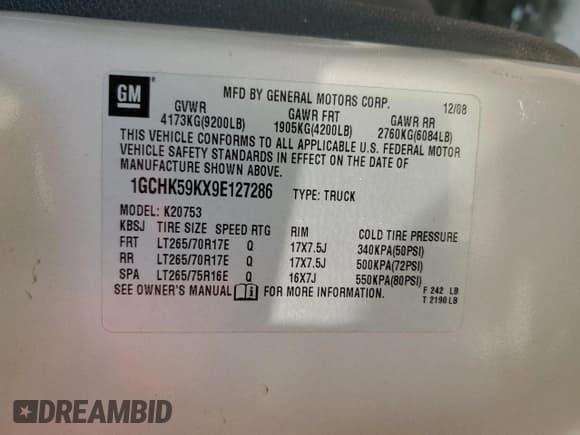 GM
MFD BY GENERAL MOTORS CORP. 12/08
GVWR GAWR FRT GAWR RR
4173KG(9200LB) 1905KG(4200LB) 2760KG(6084LB)
THIS VEHICLE CONFORMS TO ALL APPLICABLE U.S. FEDERAL MOTOR
VEHICLE SAFETY STANDARDS IN EFFECT ON THE DATE OF
MANUFACTURE SHOWN ABOVE.
1GCHK59KX9E127286 TYPE: TRUCK
MODEL: K20753
KBSJ TIRE SIZE SPEED RTG RIM COLD TIRE PRESSURE
FRT LT265/70R17E Q 17X7.5J 340KPA(50PSI)
RR LT265/70R17E Q 17X7.5J 500KPA(72PSI)
SPA LT265/75R16E Q 16X7J 550KPA(80PSI)
SEE OWNER'S MANUAL FOR MORE INFORMATION.
F 242 LB
T 2190 LB
DREAMBID